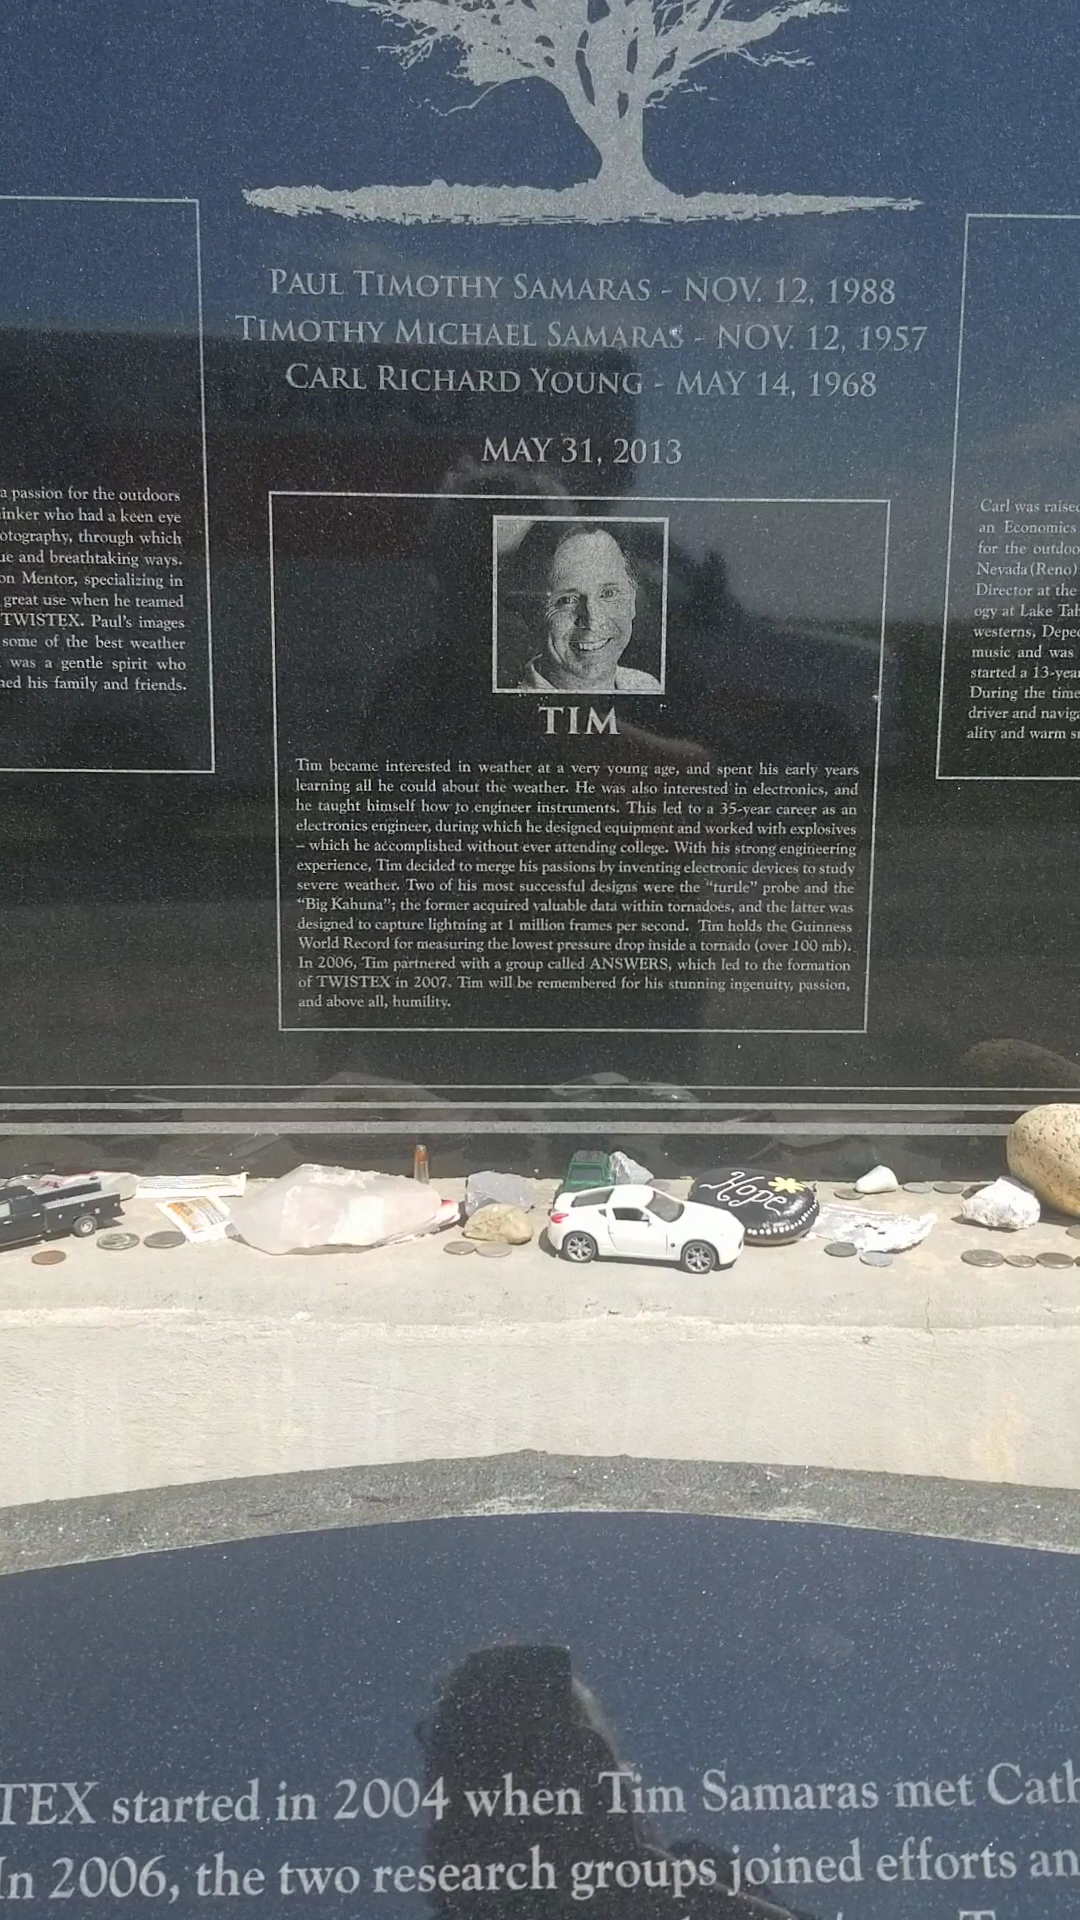 PAUL TIMOTHY SAMARAS - NOV. 12, 1988
TIMOTHY MICHAEL SAMARAS - NOV. 12, 1957
CARL RICHARD YOUNG - MAY 14, 1968
MAY 31, 2013
a passion for the outdoors
inker who had a keen eye
otography, through which
ue and breathtaking ways.
on Mentor, specializing in
great use when he teamed
TWISTEX. Paul's images
some of the best weather
was a gentle spirit who
ned his family and friends.
TIM
Tim became interested in weather at a very young age, and spent his early years
learning all he could about the weather. He was also interested in electronics, and
he taught himself how to engineer instruments. This led to a 35-year career as an
electronics engineer, during which he designed equipment and worked with explosives
– which he accomplished without ever attending college. With his strong engineering
experience, Tim decided to merge his passions by inventing electronic devices to study
severe weather. Two of his most successful designs were the "turtle" probe and the
"Big Kahuna"; the former acquired valuable data within tornadoes, and the latter was
designed to capture lightning at 1 million frames per second. Tim holds the Guinness
World Record for measuring the lowest pressure drop inside a tornado (over 100 mb).
In 2006, Tim partnered with a group called ANSWERS, which led to the formation
of TWISTEX in 2007. Tim will be remembered for his stunning ingenuity, passion,
and above all, humility.
Carl was raised
an Economics
for the outdoo
Nevada (Reno)
Director at the
ogy at Lake Tah
westerns, Depec
music and was
started a 13-year
During the time
driver and naviga
ality and warm sm
Hope
TEX started in 2004 when Tim Samaras met Cath
In 2006, the two research groups joined efforts an